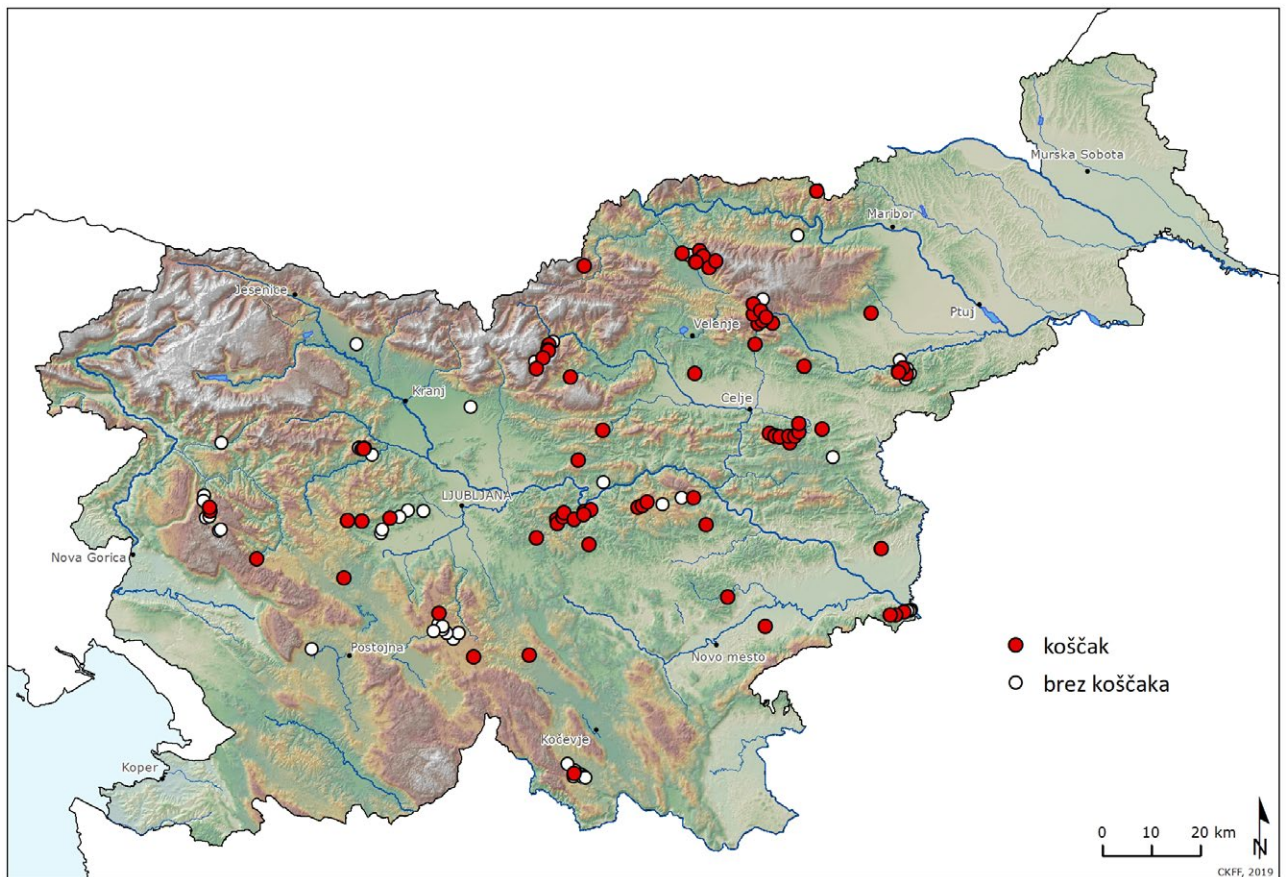 Murska Sobota
Maribor
Jesenice
Ptuj
Velenje
Kranj
Celje
LJUBLJANA
Nova Gorica
Postojna
Novo mesto
koščak
brez koščaka
Kočevje
Koper
0 10 20 km
N
CKFF, 2019